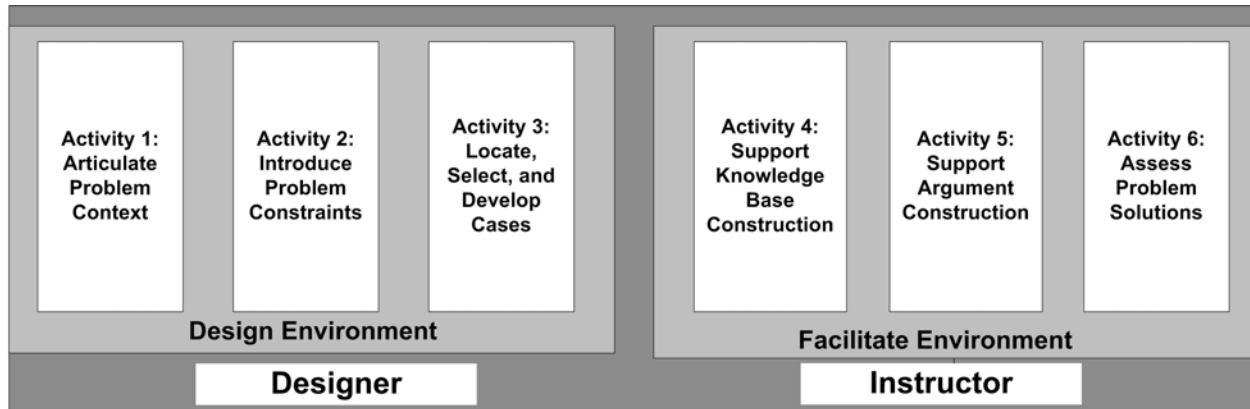 Activity 1:
Articulate
Problem
Context
Activity 2:
Introduce
Problem
Constraints
Activity 3:
Locate,
Select, and
Develop
Cases
Design Environment
Designer
Activity 4:
Support
Knowledge
Base
Construction
Activity 5:
Support
Argument
Construction
Activity 6:
Assess
Problem
Solutions
Facilitate Environment
Instructor